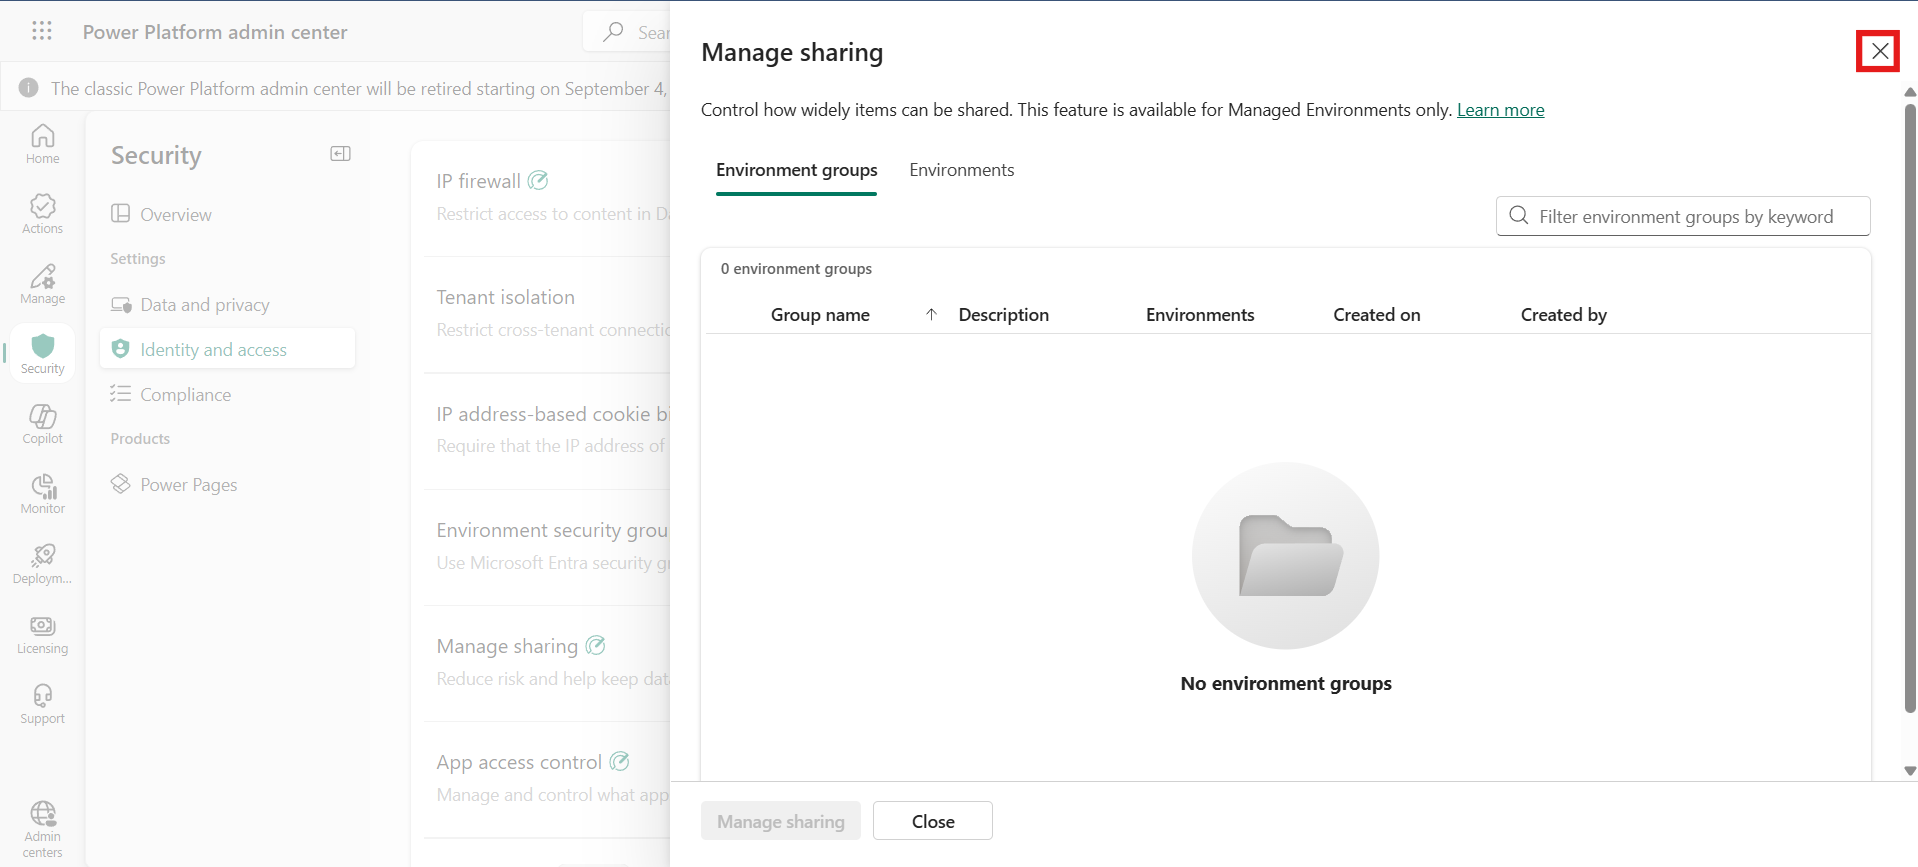 Power Platform admin center
Sear
The classic Power Platform admin center will be retired starting on September 4,
Home
Actions
Manage
Security
Copilot
Monitor
Deploym...
Licensing
Support
Admin
centers
Security
Overview
Settings
Data and privacy
Identity and access
Compliance
Products
Power Pages
IP firewall
Restrict access to content in Da
Tenant isolation
Restrict cross-tenant connectio
IP address-based cookie bi
Require that the IP address of
Environment security grou
Use Microsoft Entra security gr
Manage sharing
Reduce risk and help keep data
App access control
Manage and control what app
Manage sharing
Control how widely items can be shared. This feature is available for Managed Environments only. Learn more
Environment groups
Environments
Filter environment groups by keyword
0 environment groups
Group name
Description
Environments
Created on
Created by
No environment groups
Manage sharing
Close